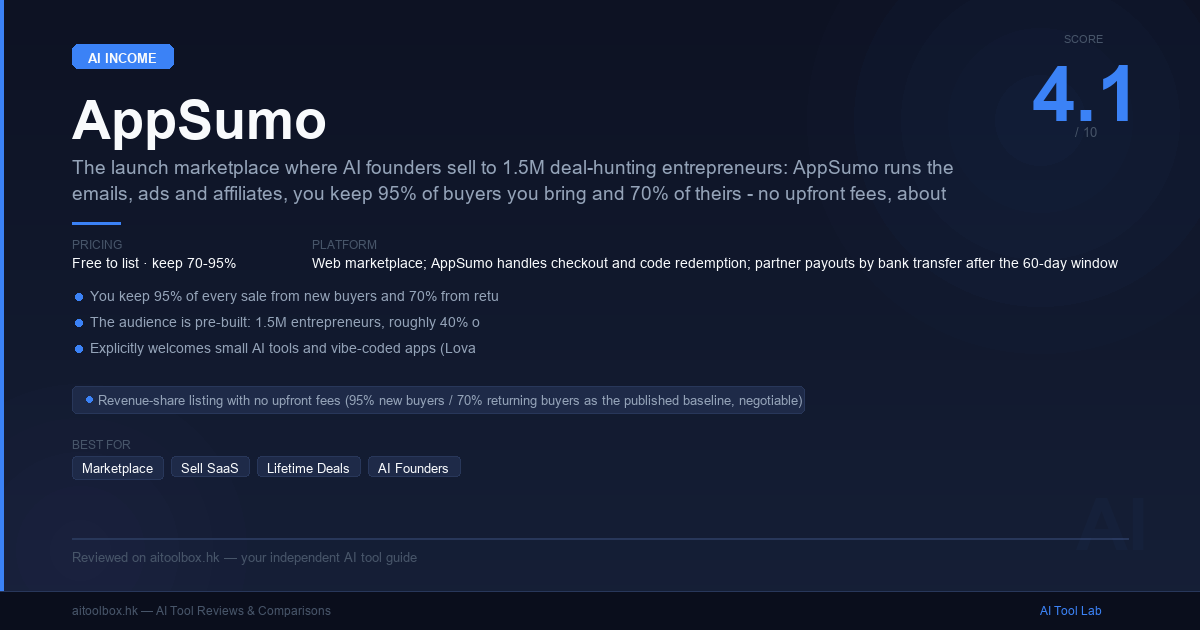 AI INCOME
SCORE
4.1
/ 10
AppSumo
The launch marketplace where AI founders sell to 1.5M deal-hunting entrepreneurs: AppSumo runs the
emails, ads and affiliates, you keep 95% of buyers you bring and 70% of theirs - no upfront fees, about
PRICING
Free to list · keep 70-95%
PLATFORM
Web marketplace; AppSumo handles checkout and code redemption; partner payouts by bank transfer after the 60-day window
You keep 95% of every sale from new buyers and 70% from retu
The audience is pre-built: 1.5M entrepreneurs, roughly 40% o
Explicitly welcomes small AI tools and vibe-coded apps (Lova
Revenue-share listing with no upfront fees (95% new buyers / 70% returning buyers as the published baseline, negotiable)
BEST FOR
Marketplace
Sell SaaS
Lifetime Deals
AI Founders
AI
Reviewed on aitoolbox.hk — your independent AI tool guide
aitoolbox.hk — AI Tool Reviews & Comparisons
AI Tool Lab